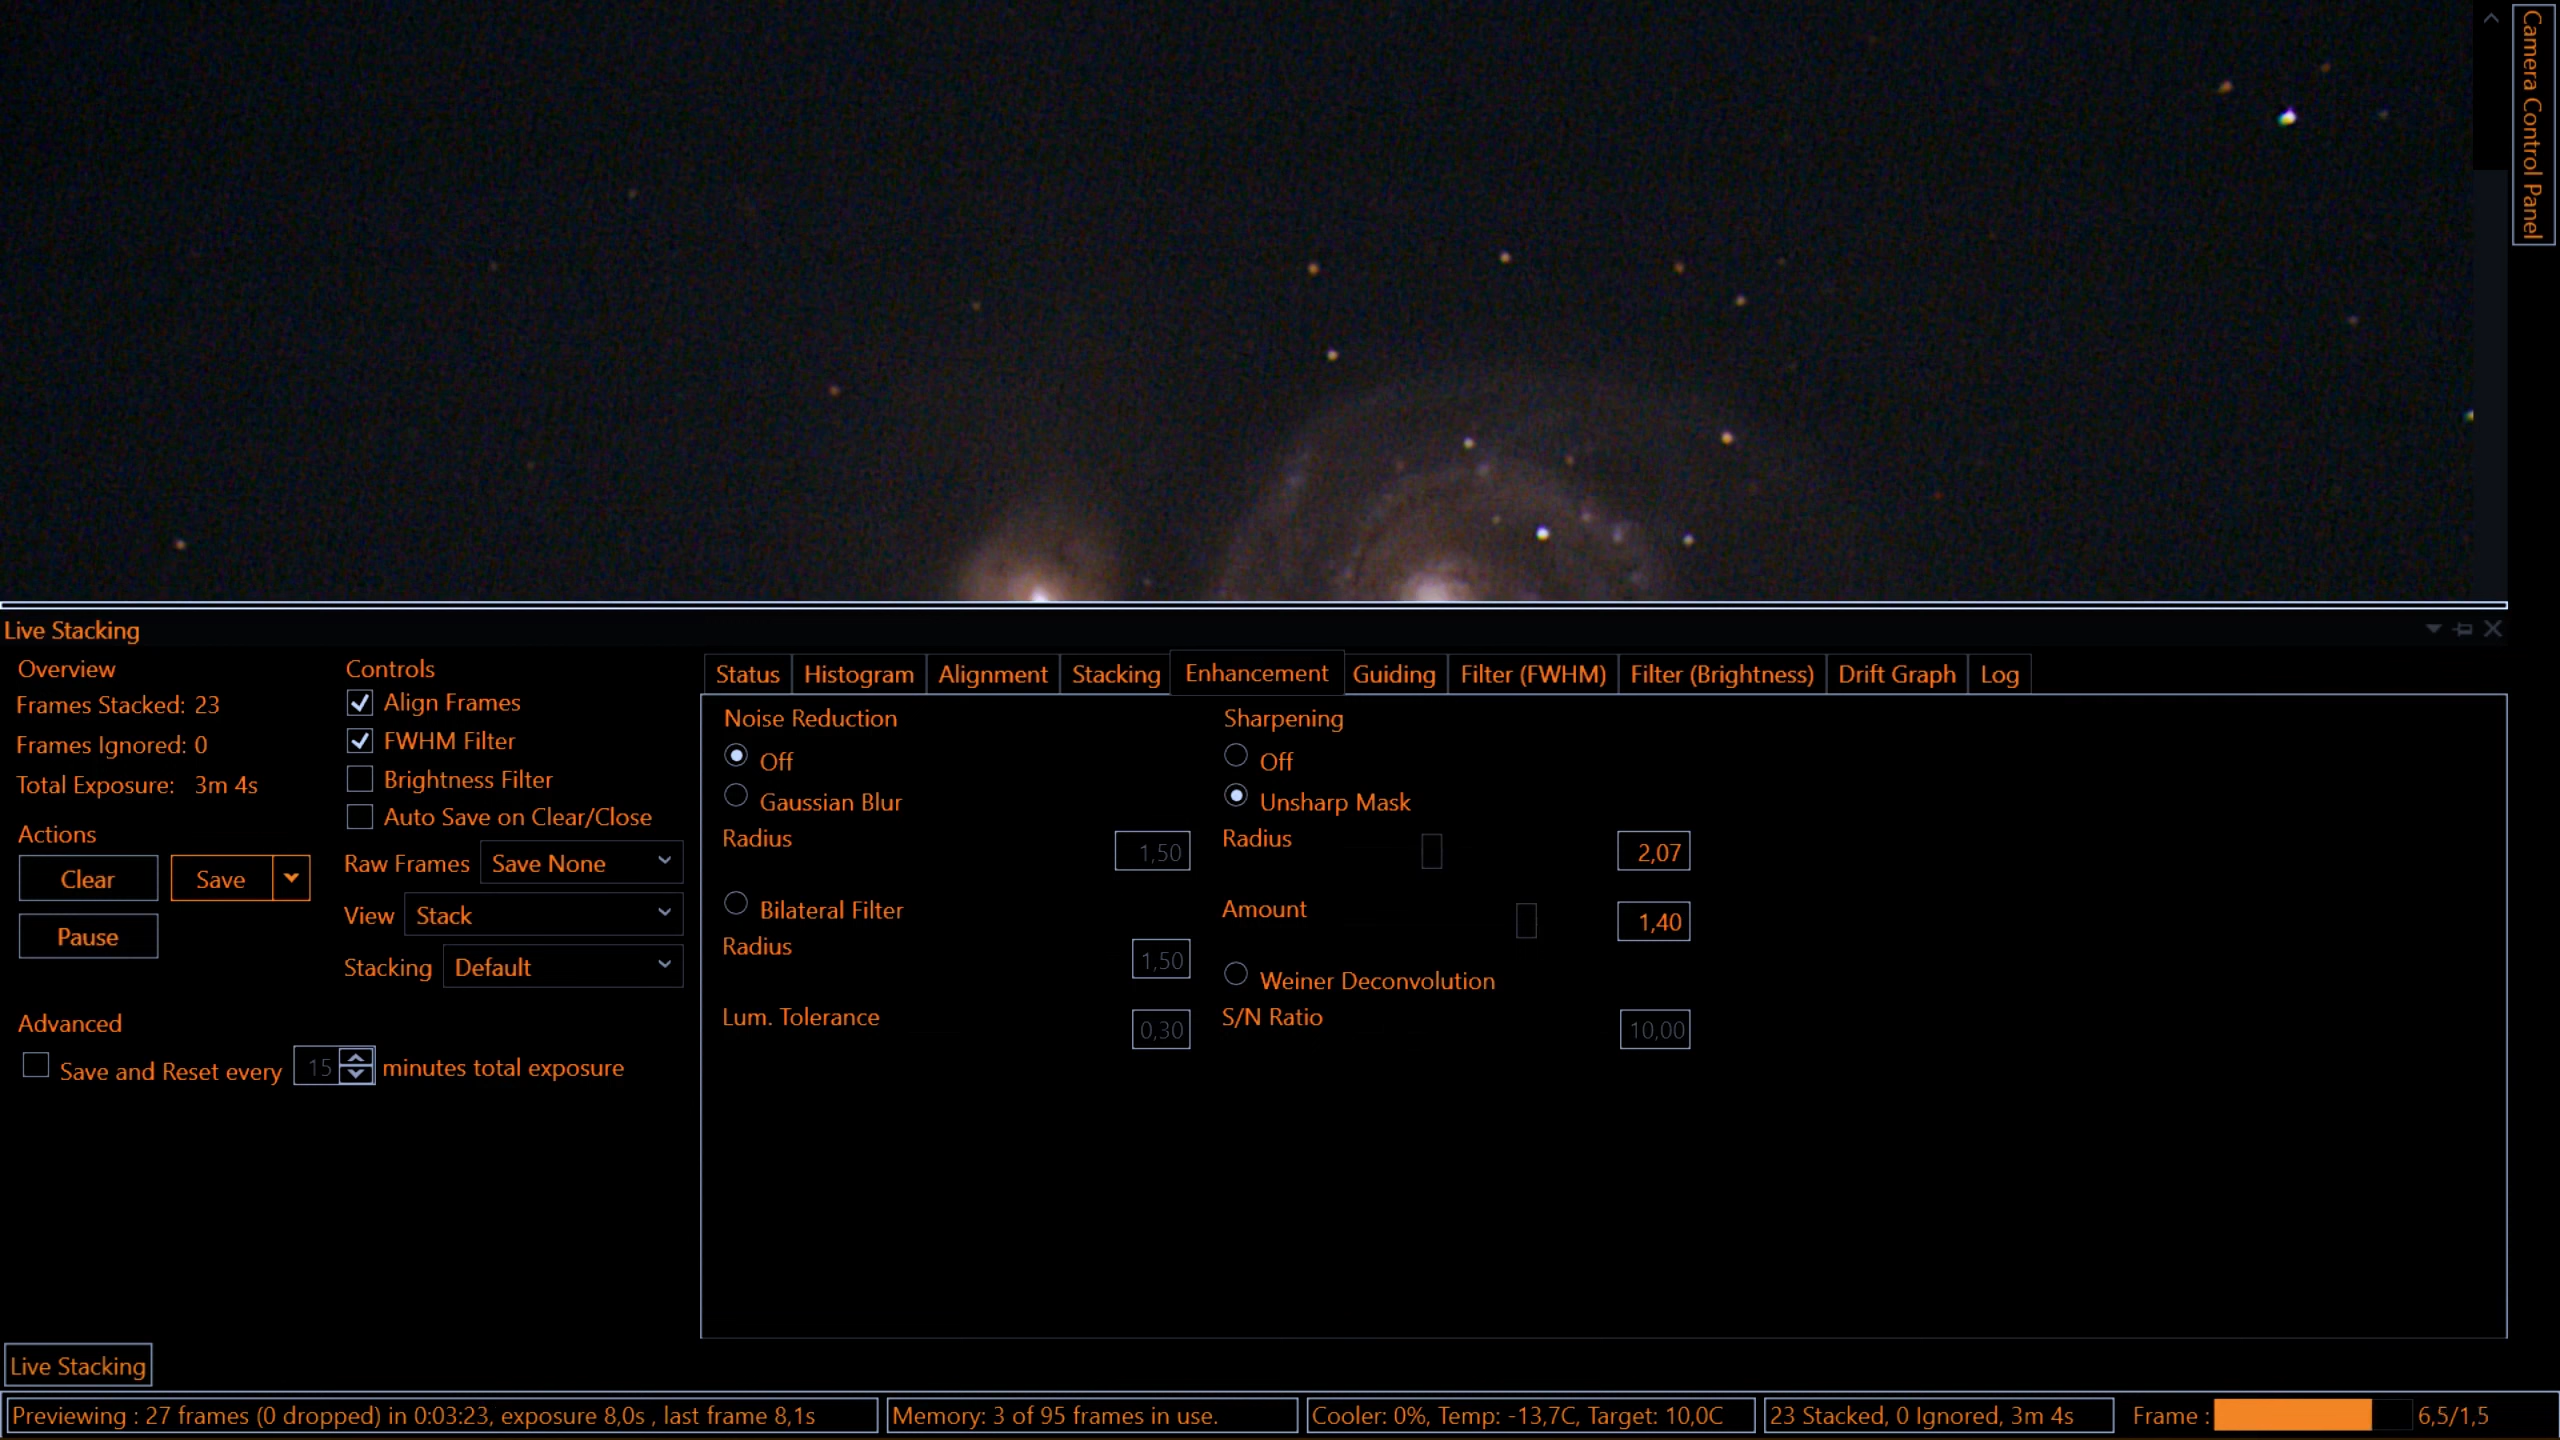 Camera Control Panel
Live Stacking
Overview
Frames Stacked: 23
Frames Ignored: 0
Total Exposure: 3m 4s
Actions
Clear
Save
Pause
Controls
Align Frames
FWHM Filter
Brightness Filter
Auto Save on Clear/Close
Raw Frames Save None
View Stack
Stacking Default
Advanced
Save and Reset every 15 minutes total exposure
Status Histogram Alignment Stacking Enhancement Guiding Filter (FWHM) Filter (Brightness) Drift Graph Log
Noise Reduction
Off
Gaussian Blur
Radius 1,50
Bilateral Filter
Radius 1,50
Lum. Tolerance 0,30
Sharpening
Off
Unsharp Mask
Radius 2,07
Amount 1,40
Weiner Deconvolution
S/N Ratio 10,00
Live Stacking
Previewing : 27 frames (0 dropped) in 0:03:23, exposure 8,0s , last frame 8,1s
Memory: 3 of 95 frames in use.
Cooler: 0%, Temp: -13,7C, Target: 10,0C
23 Stacked, 0 Ignored, 3m 4s
Frame : 6,5/1,5